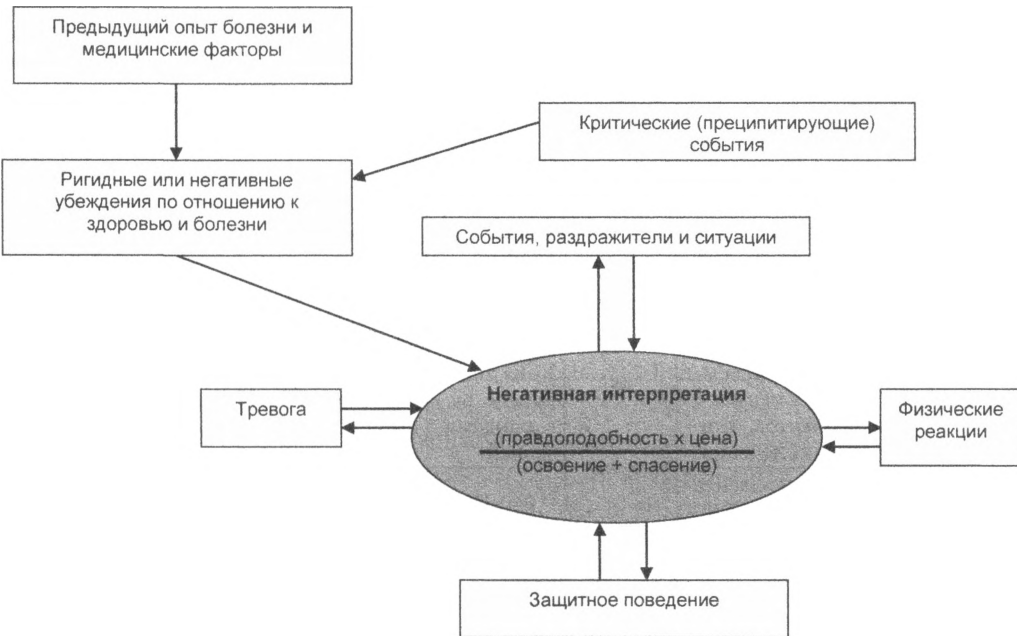 Предыдущий опыт болезни и
медицинские факторы
Критические (преципитирующие)
события
Ригидные или негативные
убеждения по отношению к
здоровью и болезни
События, раздражители и ситуации
Негативная интерпретация
(правдоподобность х цена)
(освоение + спасение)
Тревога
Физические
реакции
Защитное поведение